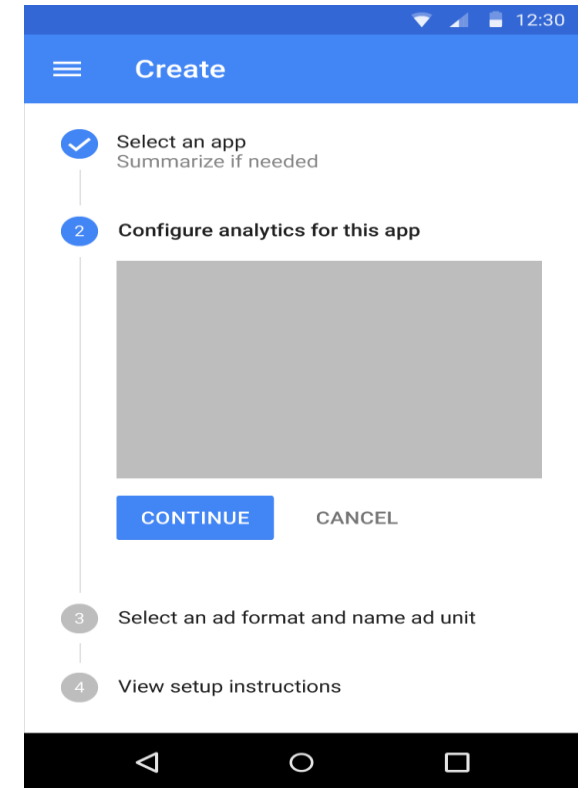 12:30
Create
Select an app
Summarize if needed
2
Configure analytics for this app
CONTINUE
CANCEL
3
Select an ad format and name ad unit
4
View setup instructions